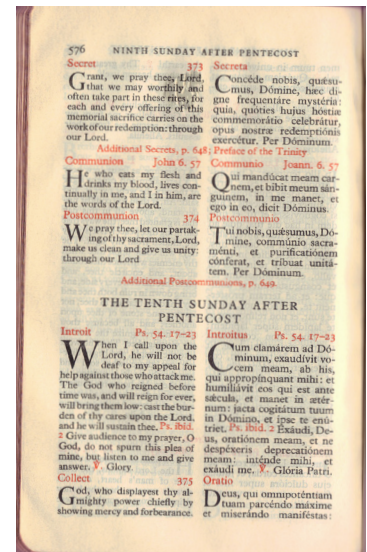 576 NINTH SUNDAY AFTER PENTECOST
Secret 373
Grant, we pray thee, Lord,
that we may worthily and
often take part in these rites, for
each and every offering of this
memorial sacrifice carries on the
work of our redemption: through
our Lord.
Secreta
Concéde nobis, quǽsu-
mus, Dómine, hæc di-
gne frequentáre mystéria:
quia, quóties hujus hóstiæ
commemorátio celebrátur,
opus nostræ redemptiónis
exercétur. Per Dóminum.
Additional Secrets, p. 648; Preface of the Trinity
Communion John 6. 57
He who eats my flesh and
drinks my blood, lives con-
tinually in me, and I in him, are
the words of the Lord.
Communio Joann. 6. 57
Qui mandúcat meam car-
nem, et bibit meum sán-
guinem, in me manet, et
ego in eo, dicit Dóminus.
Postcommunion 374
We pray thee, let our partak-
ing of thy sacrament, Lord,
make us clean and give us unity:
through our Lord
Postcommunio
Tui nobis, quǽsumus, Dó-
mine, commúnio sacra-
ménti, et purificatiónem
cónferat, et tríbuat unitá-
tem. Per Dóminum.
Additional Postcommunions, p. 649.
THE TENTH SUNDAY AFTER
PENTECOST
Introit Ps. 54. 17-23
When I call upon the
Lord, he will not be
deaf to my appeal for
help against those who attack me.
The God who reigned before
time was, and will reign for ever,
will bring them low: cast the bur-
den of thy cares upon the Lord,
and he will sustain thee. Ps. ibid.
2 Give audience to my prayer, O
God, do not spurn this plea of
mine, but listen to me and give
answer. ℣. Glory.
Introitus Ps. 54. 17-23
Cum clamárem ad Dó-
minum, exaudívit vo-
cem meam, ab his,
qui appropínquant mihi: et
humiliávit eos qui est ante
sǽcula, et manet in ætér-
num: jacta cogitátum tuum
in Dómino, et ipse te enú-
triet. Ps. ibid. 2 Exáudi, De-
us, oratiónem meam, et ne
despéxeris deprecatiónem
meam: inténde mihi, et
exáudi me. ℣. Glória Patri.
Collect 375
God, who displayest thy al-
mighty power chiefly by
showing mercy and forbearance.
Oratio
Deus, qui omnipoténtiam
tuam parcéndo máxime
et miserándo maniféstas: